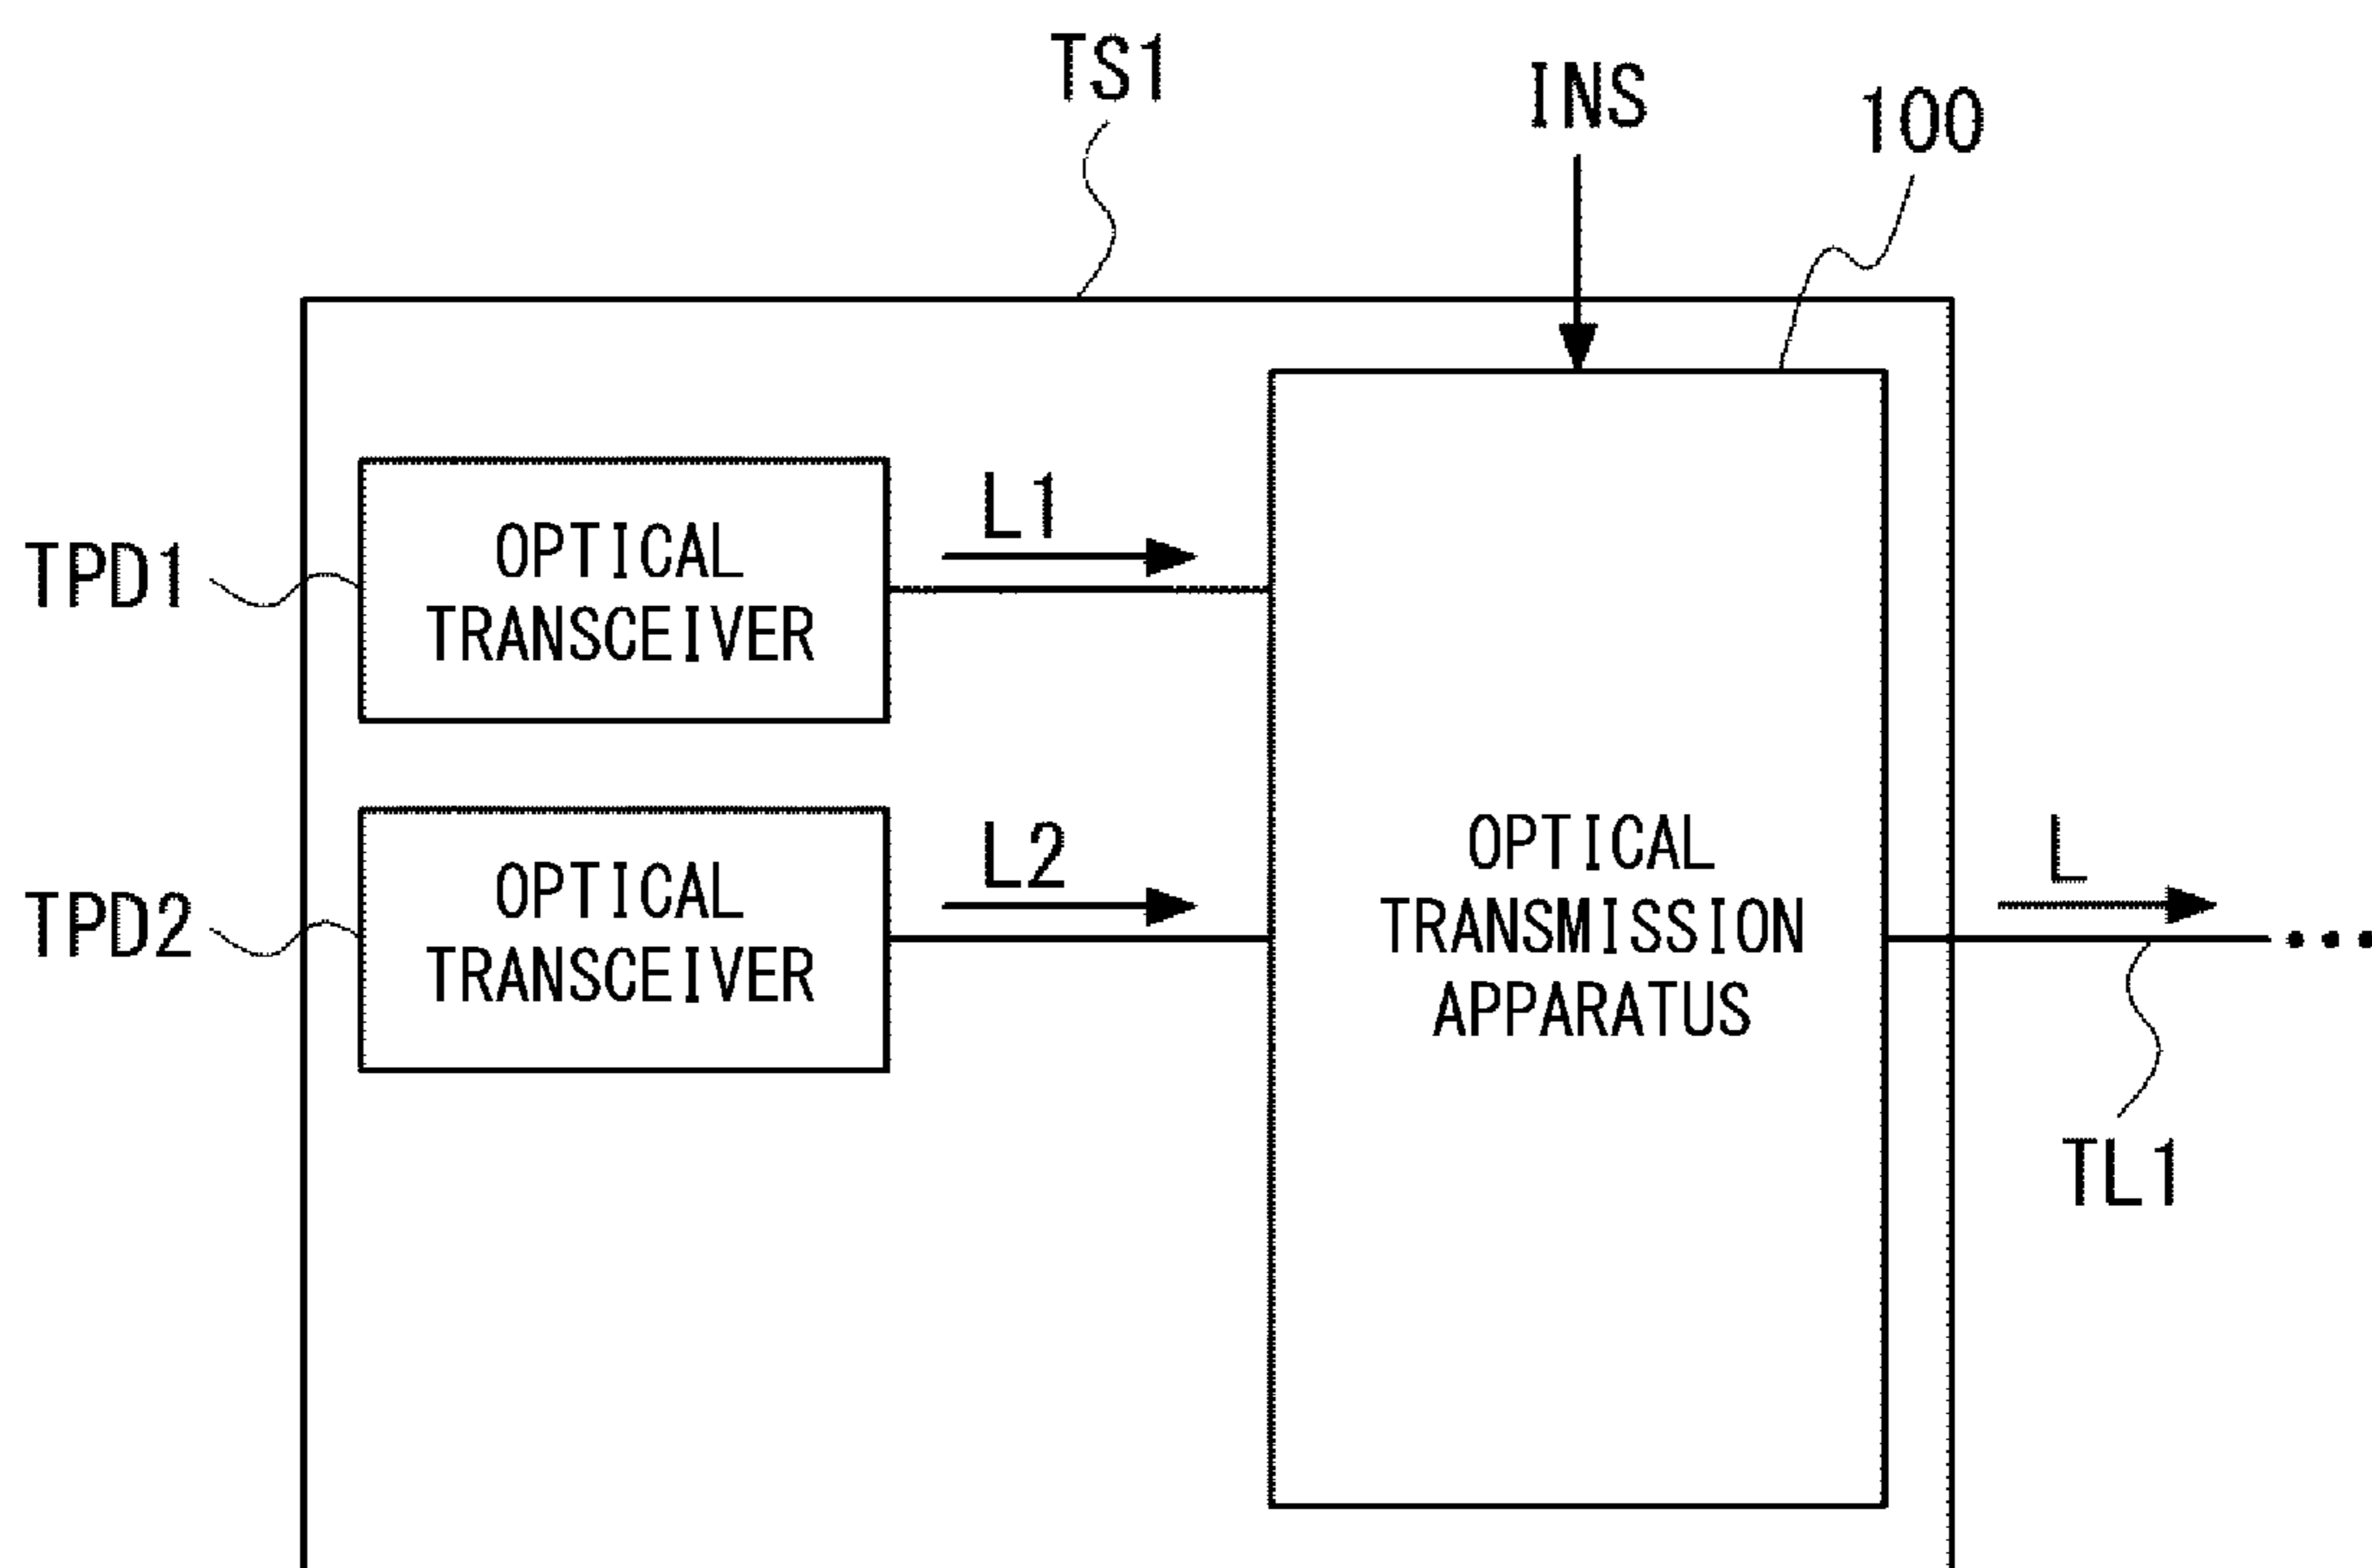 TS1
INS
100
TPD1
OPTICAL
TRANSCEIVER
L1
TPD2
OPTICAL
TRANSCEIVER
L2
OPTICAL
TRANSMISSION
APPARATUS
L
TL1